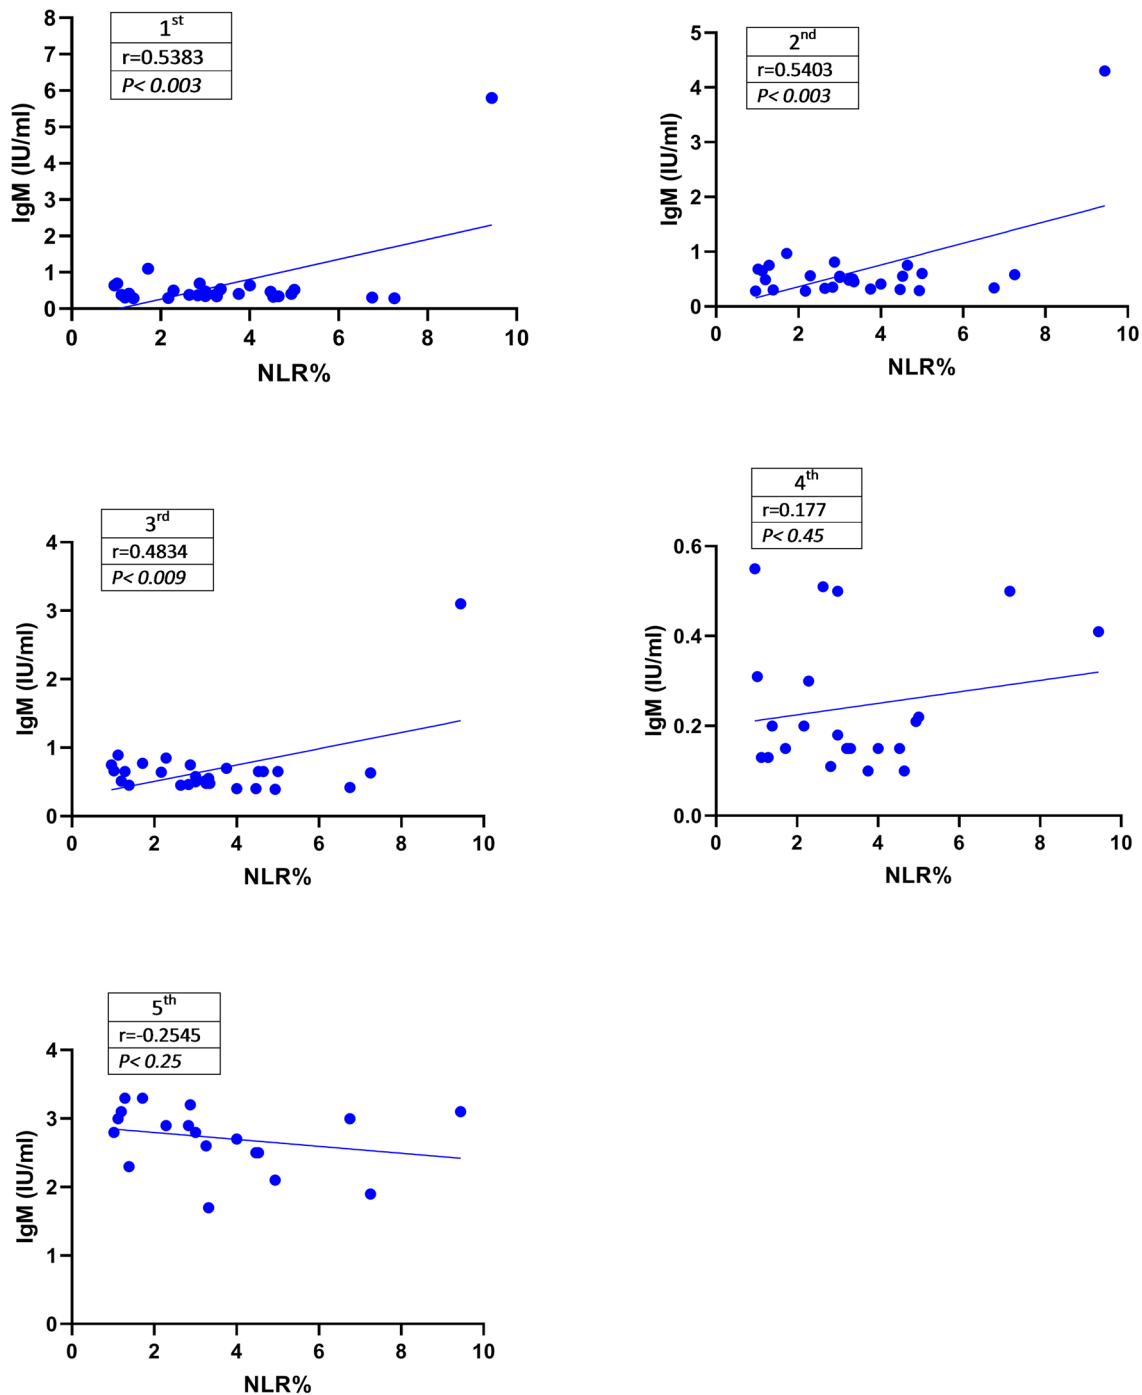 1st
r=0.5383
P< 0.003
8
7
6
5
4
3
2
1
0
IgM (IU/ml)
0 2 4 6 8 10
NLR%
2nd
r=0.5403
P< 0.003
5
4
3
2
1
0
IgM (IU/ml)
0 2 4 6 8 10
NLR%
3rd
r=0.4834
P< 0.009
4
3
2
1
0
IgM (IU/ml)
0 2 4 6 8 10
NLR%
4th
r=0.177
P< 0.45
0.6
0.4
0.2
0.0
IgM (IU/ml)
0 2 4 6 8 10
NLR%
5th
r=-0.2545
P< 0.25
4
3
2
1
0
IgM (IU/ml)
0 2 4 6 8 10
NLR%